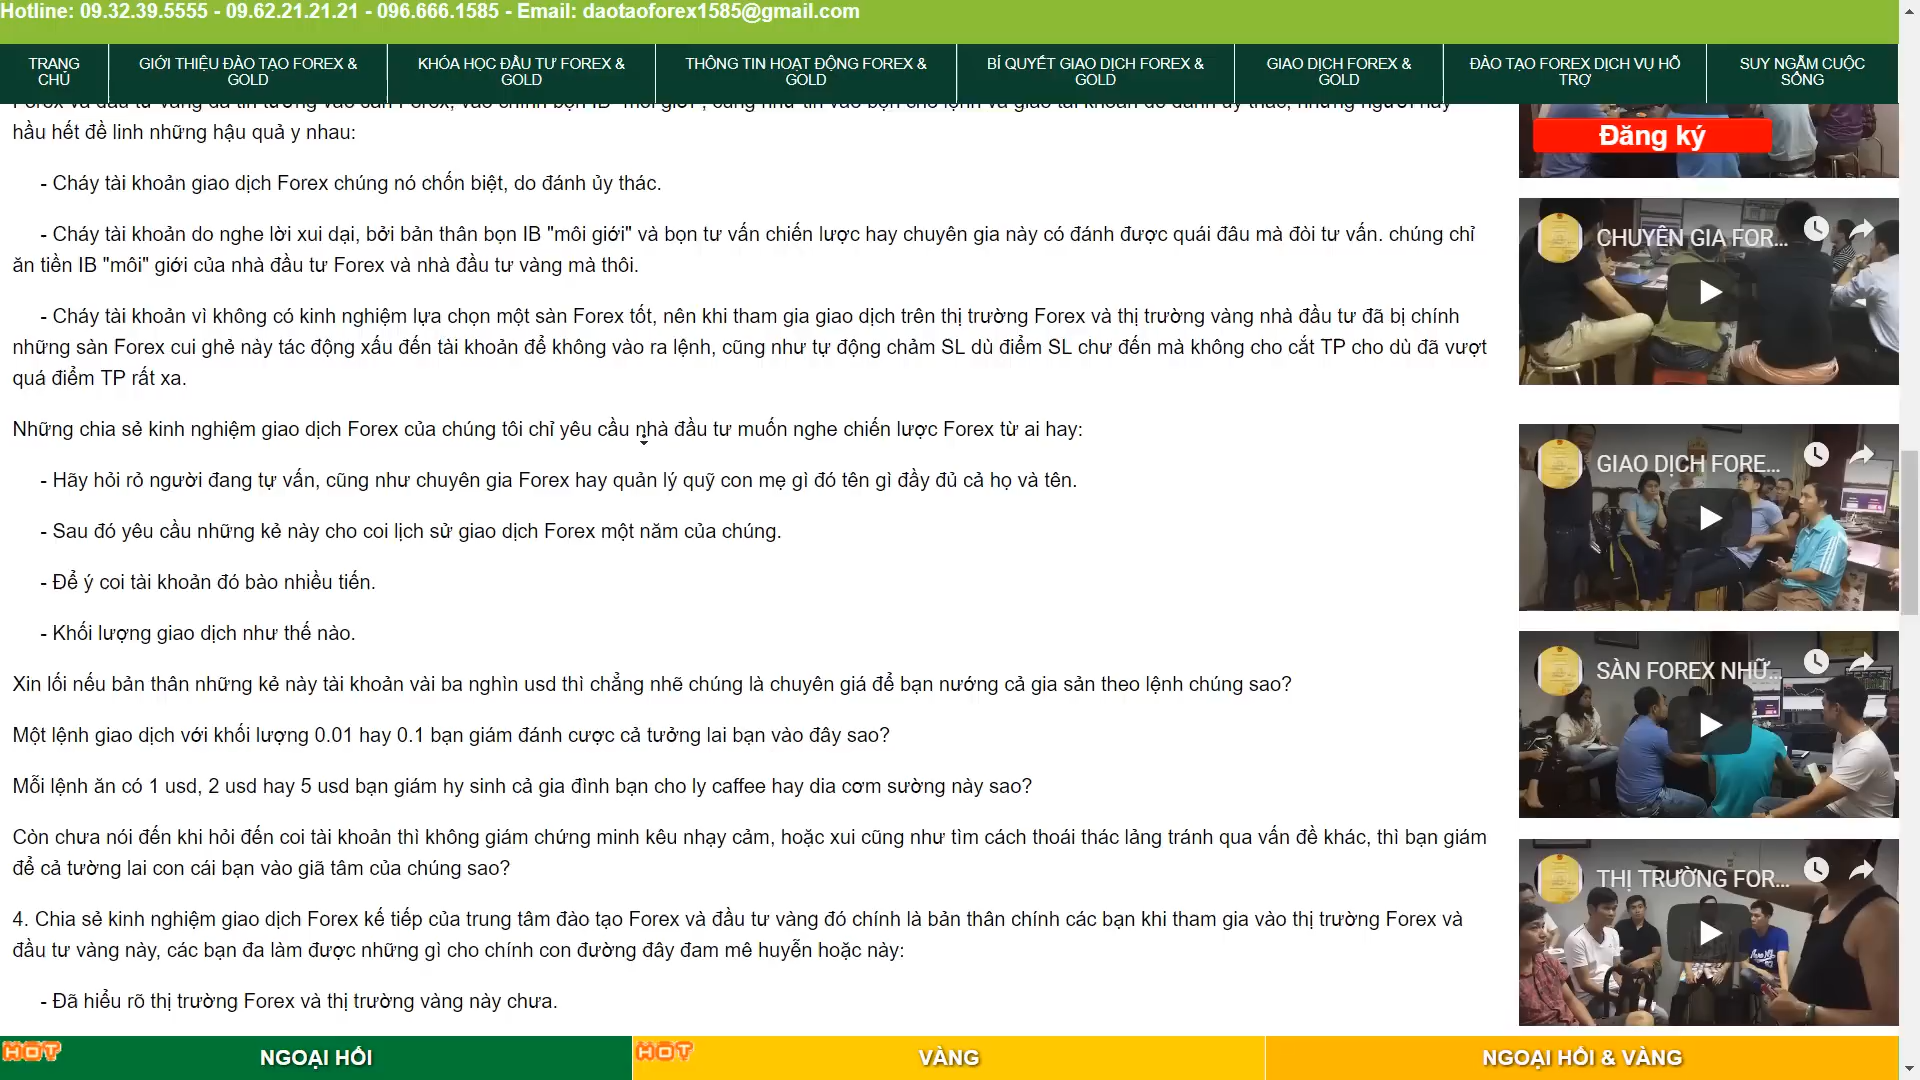 Hotline: 09.32.39.5555 - 09.62.21.21.21 - 096.666.1585 - Email: daotaoforex1585@gmail.com
TRANG CHỦ
GIỚI THIỆU ĐÀO TẠO FOREX & GOLD
KHÓA HỌC ĐẦU TƯ FOREX & GOLD
THÔNG TIN HOẠT ĐỘNG FOREX & GOLD
BÍ QUYẾT GIAO DỊCH FOREX & GOLD
GIAO DỊCH FOREX & GOLD
ĐÀO TẠO FOREX DỊCH VỤ HỖ TRỢ
SUY NGẪM CUỘC SỐNG
hầu hết đề linh những hậu quả y nhau:
- Cháy tài khoản giao dịch Forex chúng nó chốn biệt, do đánh ủy thác.
- Cháy tài khoản do nghe lời xui dại, bởi bản thân bọn IB "môi giới" và bọn tư vấn chiến lược hay chuyên gia này có đánh được quái đâu mà đòi tư vấn. chúng chỉ
ăn tiền IB "môi" giới của nhà đầu tư Forex và nhà đầu tư vàng mà thôi.
- Cháy tài khoản vì không có kinh nghiệm lựa chọn một sàn Forex tốt, nên khi tham gia giao dịch trên thị trường Forex và thị trường vàng nhà đầu tư đã bị chính
những sàn Forex cui ghẻ này tác động xấu đến tài khoản để không vào ra lệnh, cũng như tự động chảm SL dù điểm SL chư đến mà không cho cắt TP cho dù đã vượt
quá điểm TP rất xa.
Những chia sẻ kinh nghiệm giao dịch Forex của chúng tôi chỉ yêu cầu nhà đầu tư muốn nghe chiến lược Forex từ ai hay:
- Hãy hỏi rỏ người đang tự vấn, cũng như chuyên gia Forex hay quản lý quỹ con mẹ gì đó tên gì đầy đủ cả họ và tên.
- Sau đó yêu cầu những kẻ này cho coi lịch sử giao dịch Forex một năm của chúng.
- Để ý coi tài khoản đó bào nhiều tiến.
- Khối lượng giao dịch như thế nào.
Xin lối nếu bản thân những kẻ này tài khoản vài ba nghìn usd thì chẳng nhẽ chúng là chuyên giá để bạn nướng cả gia sản theo lệnh chúng sao?
Một lệnh giao dịch với khối lượng 0.01 hay 0.1 bạn giám đánh cược cả tưởng lai bạn vào đây sao?
Mỗi lệnh ăn có 1 usd, 2 usd hay 5 usd bạn giám hy sinh cả gia đình bạn cho ly caffee hay dia cơm sường này sao?
Còn chưa nói đến khi hỏi đến coi tài khoản thì không giám chứng minh kêu nhạy cảm, hoặc xui cũng như tìm cách thoái thác lảng tránh qua vấn đề khác, thì bạn giám
để cả tường lai con cái bạn vào giã tâm của chúng sao?
4. Chia sẻ kinh nghiệm giao dịch Forex kế tiếp của trung tâm đào tạo Forex và đầu tư vàng đó chính là bản thân chính các bạn khi tham gia vào thị trường Forex và
đầu tư vàng này, các bạn đa làm được những gì cho chính con đường đây đam mê huyễn hoặc này:
- Đã hiểu rõ thị trường Forex và thị trường vàng này chưa.
Đăng ký
CHUYÊN GIA FOR...
GIAO DỊCH FORE...
SÀN FOREX NHỮ...
THỊ TRƯỜNG FOR...
HOT
NGOẠI HỐI
HOT
VÀNG
NGOẠI HỐI & VÀNG